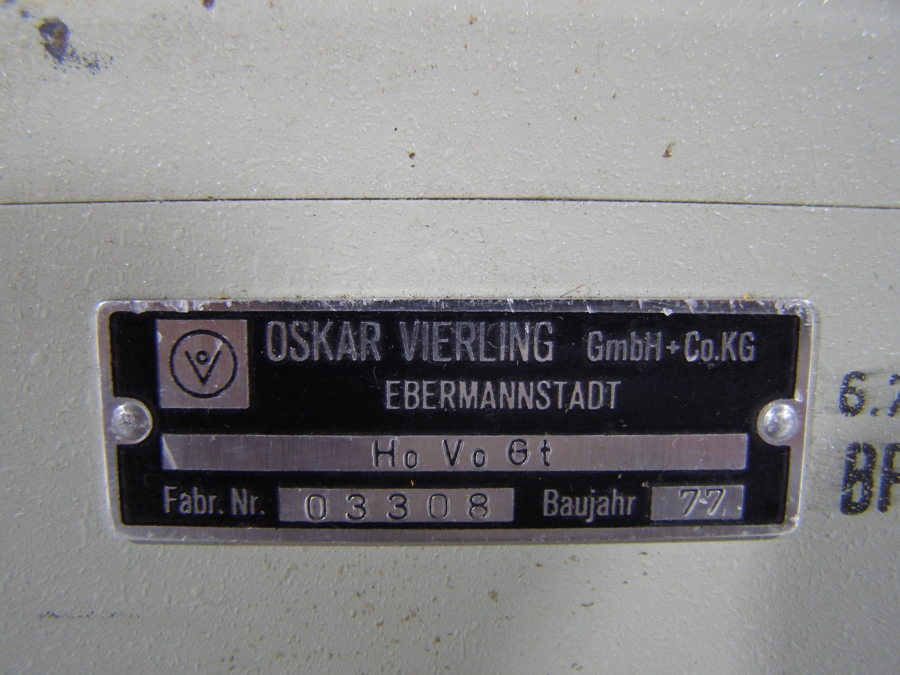 OSKAR VIERLING GmbH+Co.KG
EBERMANNSTADT
Ho Vo Gt
Fabr. Nr. 03308 Baujahr 77